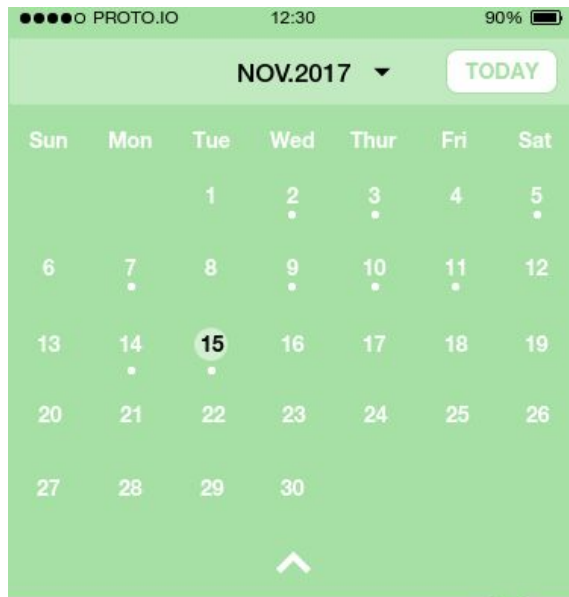 PROTO.IO 12:30 90%
NOV.2017 TODAY
Sun Mon Tue Wed Thur Fri Sat
1 2 3 4 5
6 7 8 9 10 11 12
13 14 15 16 17 18 19
20 21 22 23 24 25 26
27 28 29 30